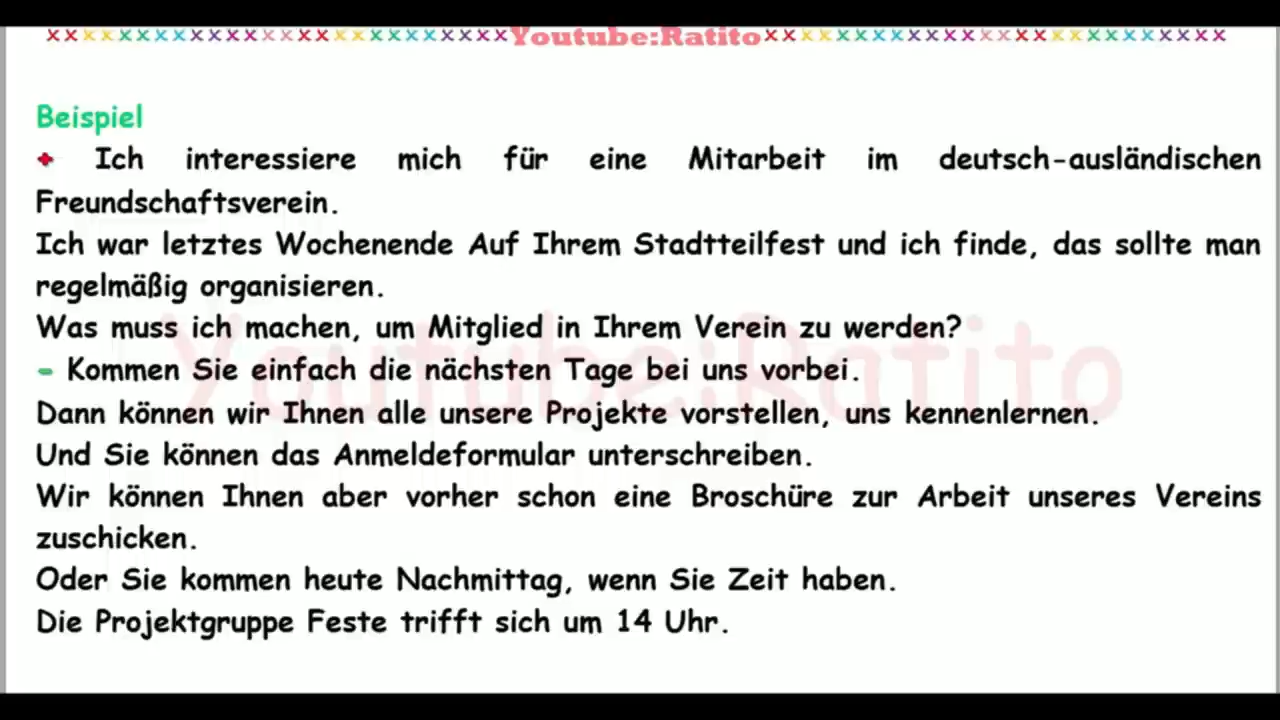 Youtube:Ratito
Beispiel
+ Ich interessiere mich für eine Mitarbeit im deutsch-ausländischen
Freundschaftsverein.
Ich war letztes Wochenende Auf Ihrem Stadtteilfest und ich finde, das sollte man
regelmäßig organisieren.
Was muss ich machen, um Mitglied in Ihrem Verein zu werden?
- Kommen Sie einfach die nächsten Tage bei uns vorbei.
Dann können wir Ihnen alle unsere Projekte vorstellen, uns kennenlernen.
Und Sie können das Anmeldeformular unterschreiben.
Wir können Ihnen aber vorher schon eine Broschüre zur Arbeit unseres Vereins
zuschicken.
Oder Sie kommen heute Nachmittag, wenn Sie Zeit haben.
Die Projektgruppe Feste trifft sich um 14 Uhr.
Youtube:Ratito